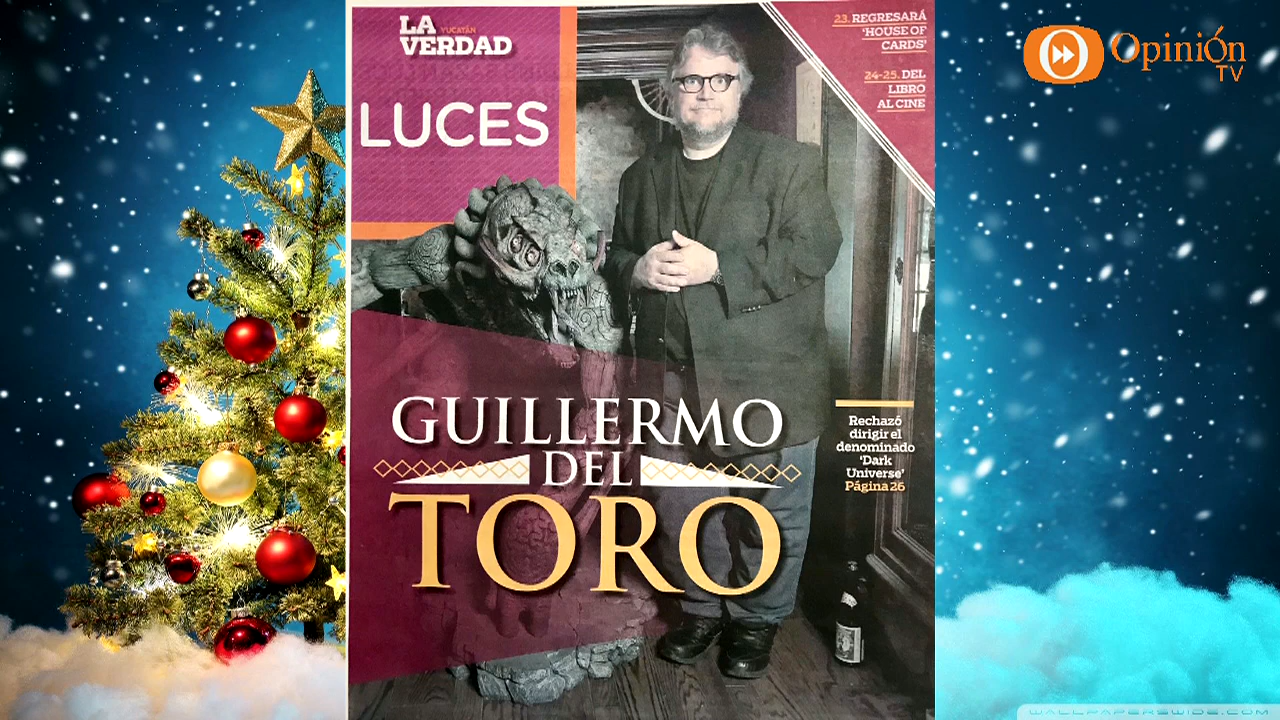 LA
YUCATÁN
VERDAD
LUCES
23. REGRESARÁ
‘HOUSE OF
CARDS’
24-25. DEL
LIBRO
AL CINE
Opinión
TV
GUILLERMO
DEL
TORO
Rechazó
dirigir el
denominado
‘Dark
Universe’
Página 26
WALLPAPERSWIDE.COM